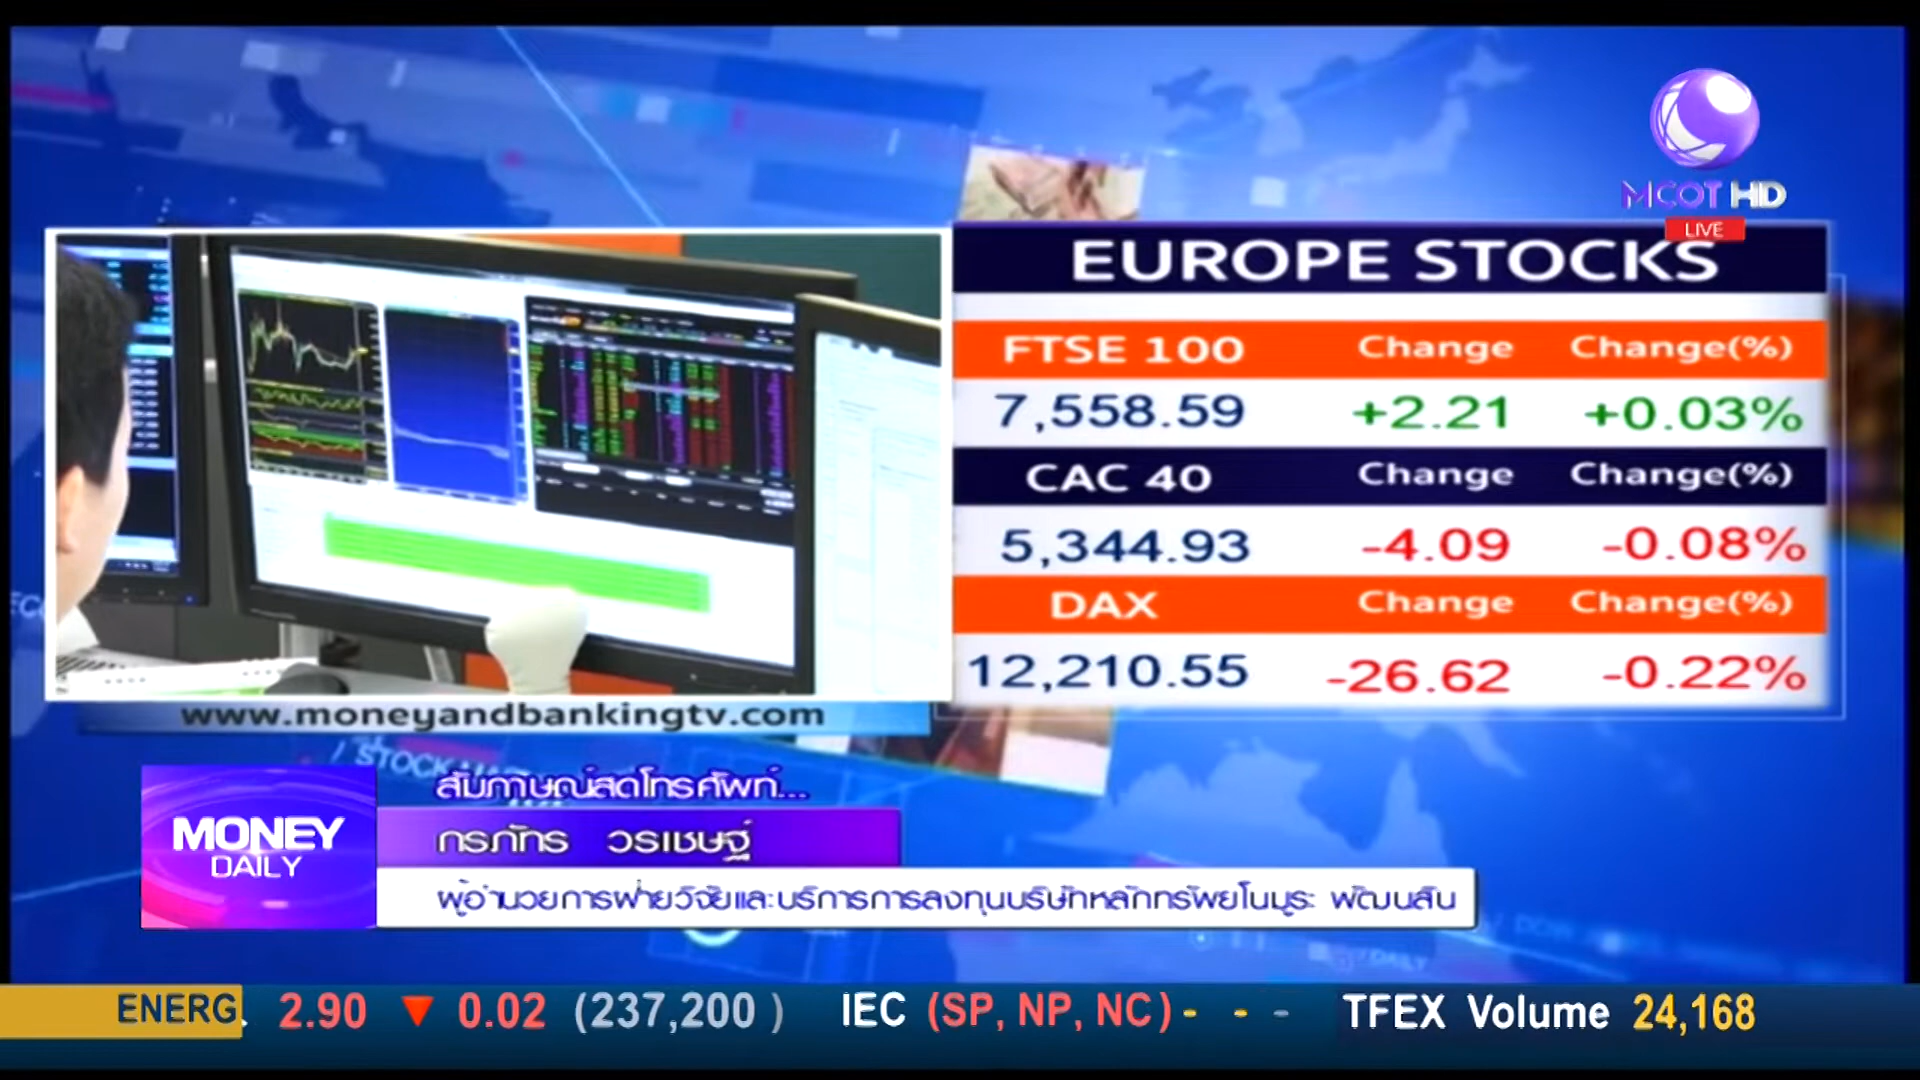 MCOT HD
LIVE
EUROPE STOCKS
FTSE 100 Change Change(%)
7,558.59 +2.21 +0.03%
CAC 40 Change Change(%)
5,344.93 -4.09 -0.08%
DAX Change Change(%)
12,210.55 -26.62 -0.22%
www.moneyandbankingtv.com
/ STOCK
สัมภาษณ์สดโทรศัพท์...
MONEY
DAILY
กรภัทร วรเชษฐ์
ผู้อำนวยการฝ่ายวิจัยและบริการการลงทุนบริษัทหลักทรัพย์โนมูระ พัฒนสิน
ENERG 2.90 ▼ 0.02 (237,200 ) IEC (SP, NP, NC) - - - TFEX Volume 24,168